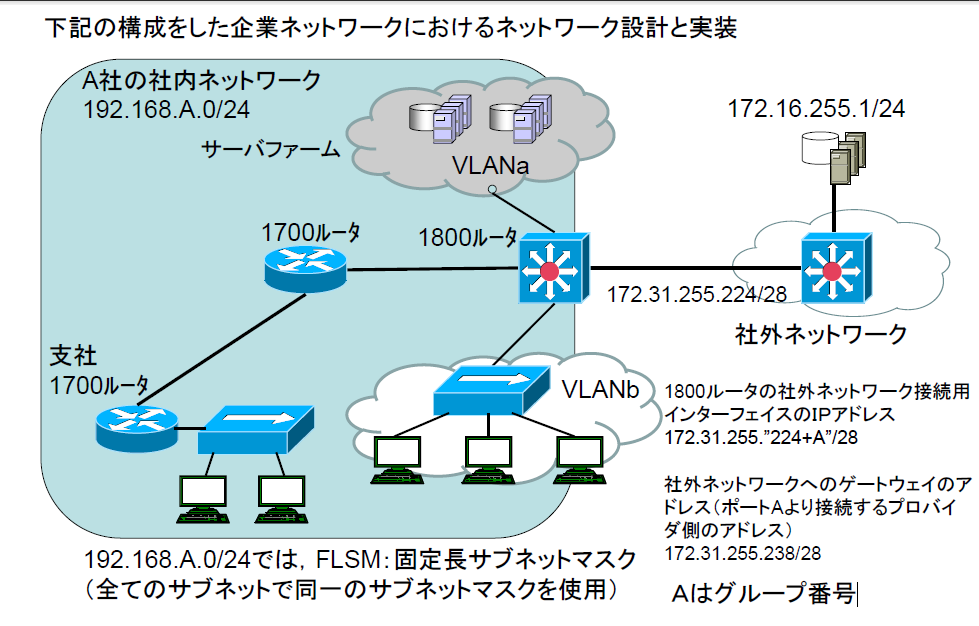 下記の構成をした企業ネットワークにおけるネットワーク設計と実装
A社の社内ネットワーク
192.168.A.0/24
サーバファーム
VLANa
172.16.255.1/24
1700ﾙｰﾀ
1800ﾙｰﾀ
172.31.255.224/28
社外ネットワーク
支社
1700ﾙｰﾀ
VLANb
1800ルータの社外ネットワーク接続用
インターフェイスのIPアドレス
172.31.255.”224+A”/28
社外ネットワークへのゲートウェイのア
ドレス（ポートAより接続するプロバイ
ダ側のアドレス）
172.31.255.238/28
192.168.A.0/24では，FLSM：固定長サブネットマスク
（全てのサブネットで同一のサブネットマスクを使用）
Aはグループ番号